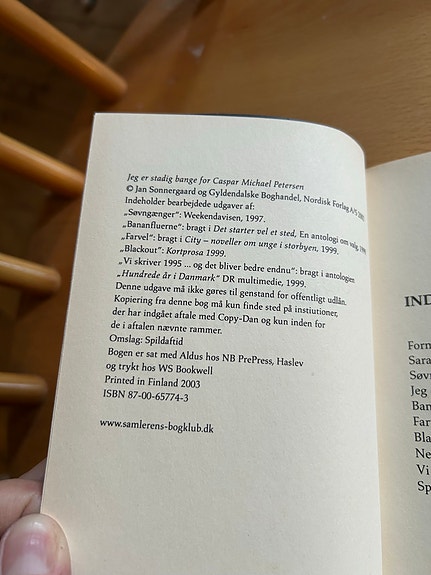 Jeg er stadig bange for Caspar Michael Petersen
© Jan Sonnergaard og Gyldendalske Boghandel, Nordisk Forlag A/S
Indeholder bearbejdede udgaver af:
„Søvngænger": Weekendavisen, 1997.
„Bananfluerne": bragt i Det starter vel et sted, En antologi om valg,
„Farvel": bragt i City – noveller om unge i storbyen, 1999.
„Blackout": Kortprosa 1999.
„Vi skriver 1995 ... og det bliver bedre endnu": bragt i antologien
„Hundrede år i Danmark" DR multimedie, 1999.
Denne udgave må ikke gøres til genstand for offentligt udlån.
Kopiering fra denne bog må kun finde sted på instiutioner,
der har indgået aftale med Copy-Dan og kun inden for
de i aftalen nævnte rammer.
Omslag: Spildaftid
Bogen er sat med Aldus hos NB PrePress, Haslev
og trykt hos WS Bookwell
Printed in Finland 2003
ISBN 87-00-65774-3
www.samlerens-bogklub.dk
IND
Forn
Sara
Søvn
Jeg
Ban
Far
Bla
Ne
Vi
Sp